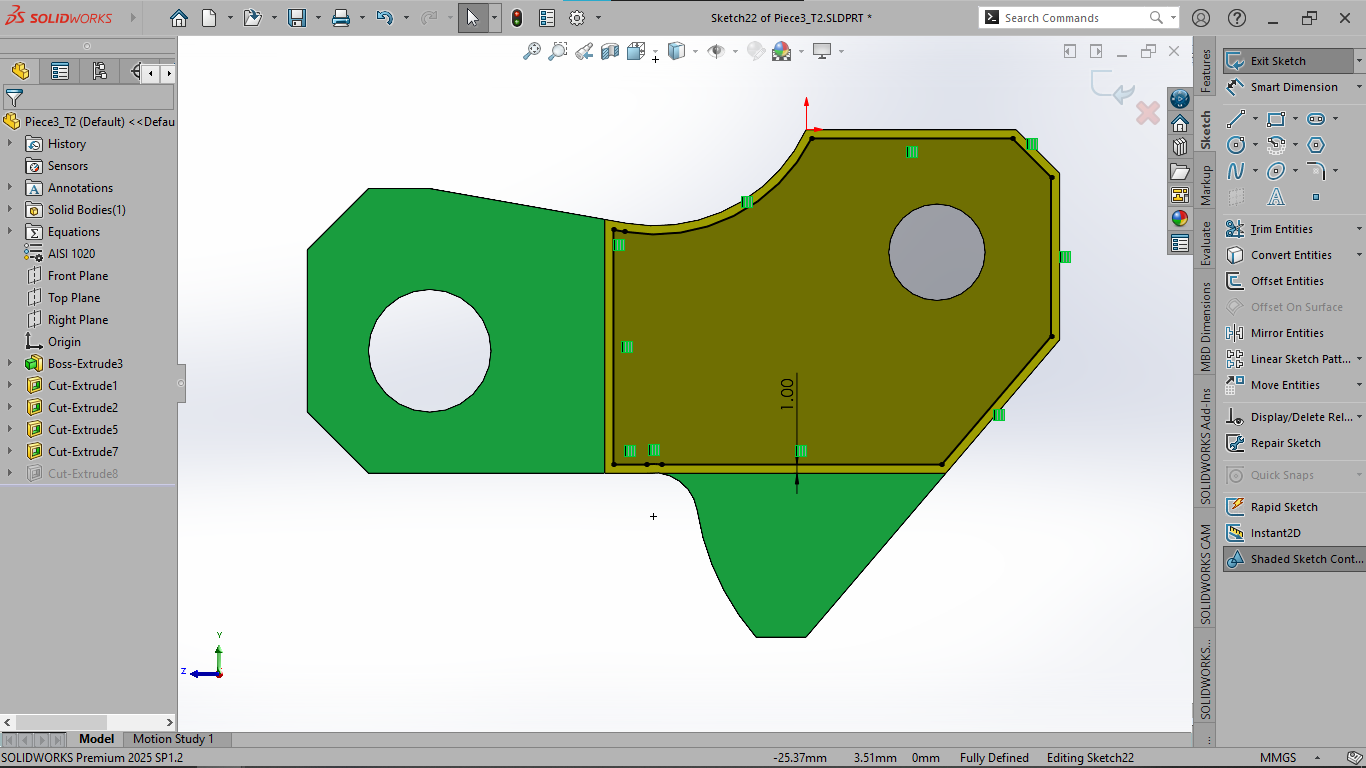 SOLIDWORKS
Sketch22 of Piece3_T2.SLDPRT *
Search Commands
Piece3_T2 (Default) <<Defau
History
Sensors
Annotations
Solid Bodies(1)
Equations
AISI 1020
Front Plane
Top Plane
Right Plane
Origin
Boss-Extrude3
Cut-Extrude1
Cut-Extrude2
Cut-Extrude5
Cut-Extrude7
Cut-Extrude8
1.00
Y
Z
Features
Sketch
Markup
Evaluate
MBD Dimensions
SOLIDWORKS Add-Ins
SOLIDWORKS CAM
SOLIDWORKS...
Exit Sketch
Smart Dimension
Trim Entities
Convert Entities
Offset Entities
Offset On Surface
Mirror Entities
Linear Sketch Patt...
Move Entities
Display/Delete Rel...
Repair Sketch
Quick Snaps
Rapid Sketch
Instant2D
Shaded Sketch Cont...
Model
Motion Study 1
SOLIDWORKS Premium 2025 SP1.2
-25.37mm
3.51mm
0mm
Fully Defined
Editing Sketch22
MMGS